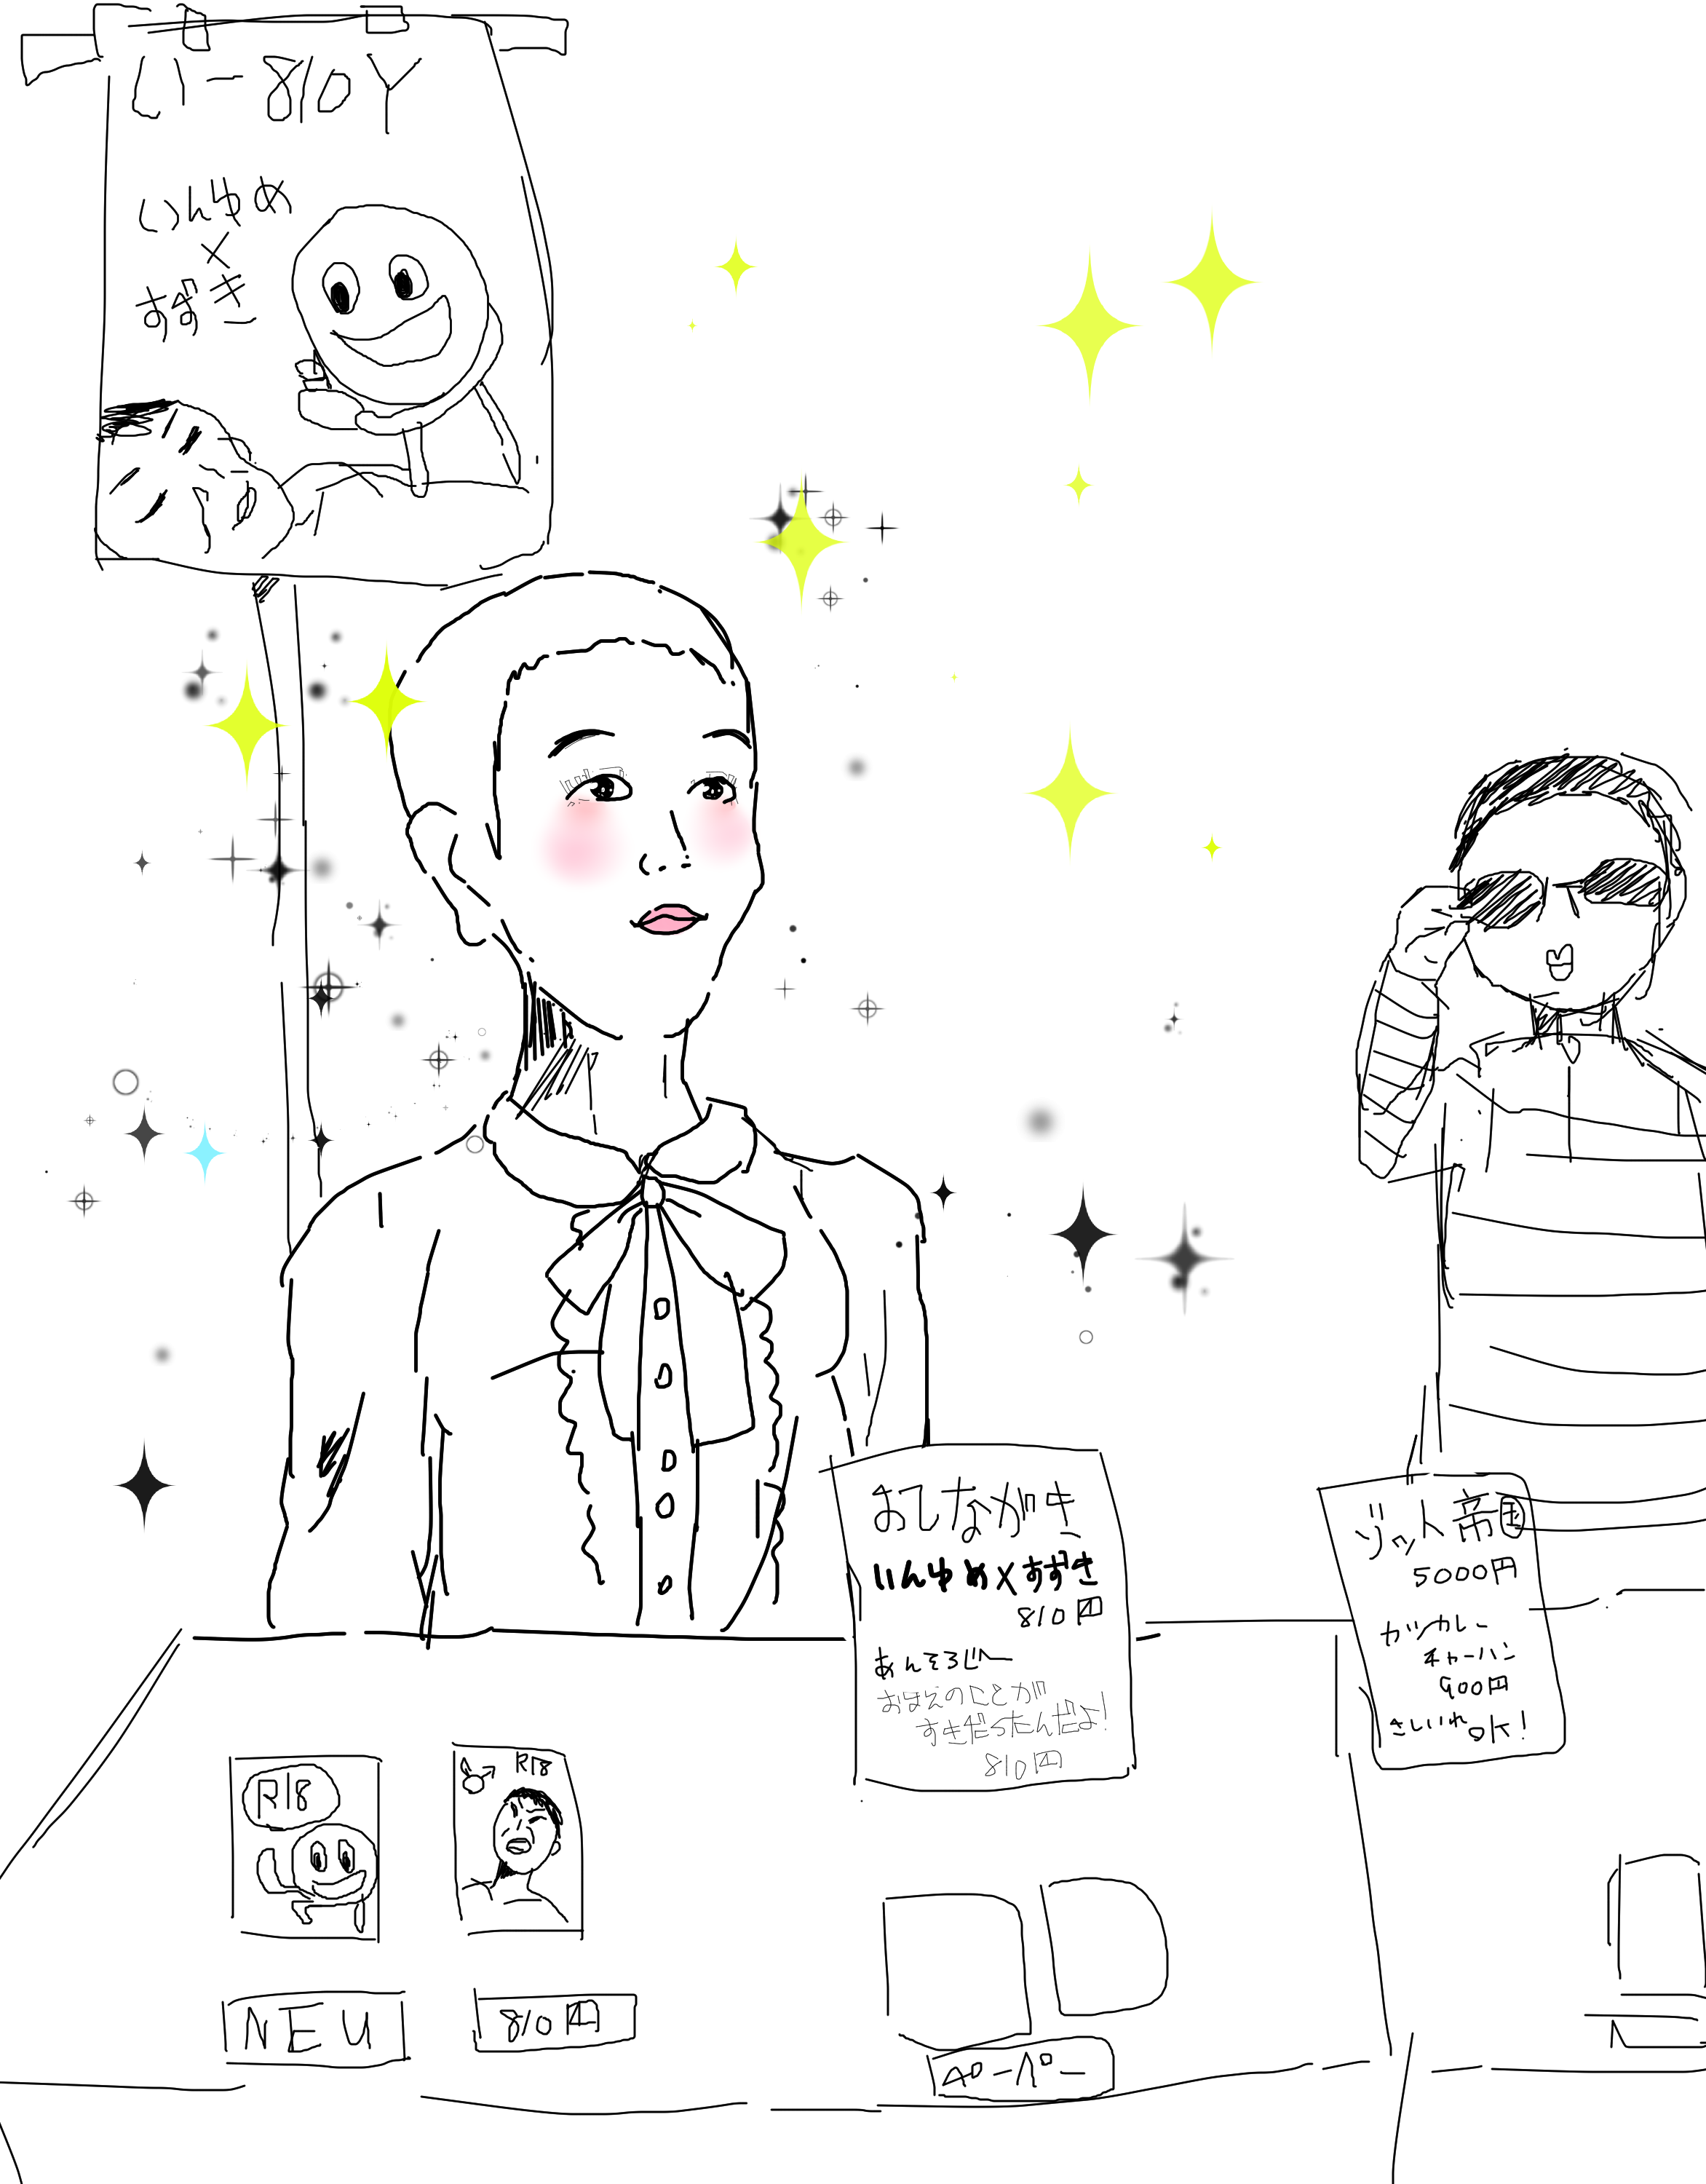 い-810Y
いんゆめ
×
すずき
おしながき
いんゆめ×すずき
810円
あんそろじー
おまえのことが
すきだったんだよ!
810円
ゾット帝国
5000円
カツカレー
チャーハン
900円
さしいれOK!
R18
R18
NEU
810円
ペーパー
N